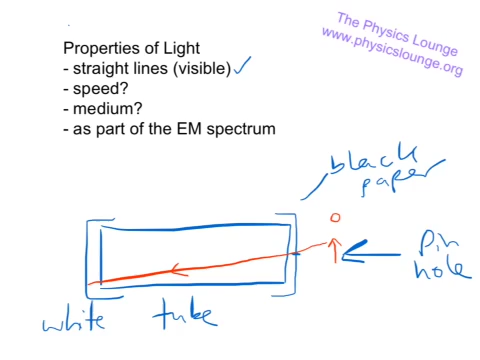 The Physics Lounge
www.physicslounge.org
Properties of Light
- straight lines (visible)
- speed?
- medium?
- as part of the EM spectrum
black
paper
o
pin
hole
white tube